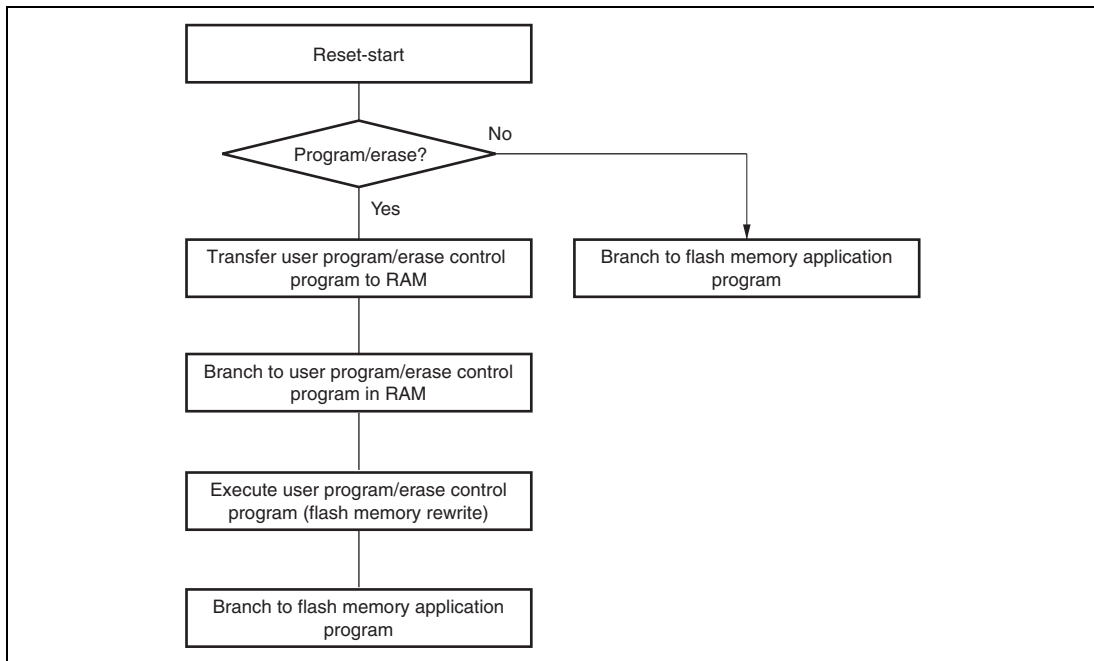 Reset-start
Program/erase?
No
Yes
Transfer user program/erase control
program to RAM
Branch to flash memory application
program
Branch to user program/erase control
program in RAM
Execute user program/erase control
program (flash memory rewrite)
Branch to flash memory application
program